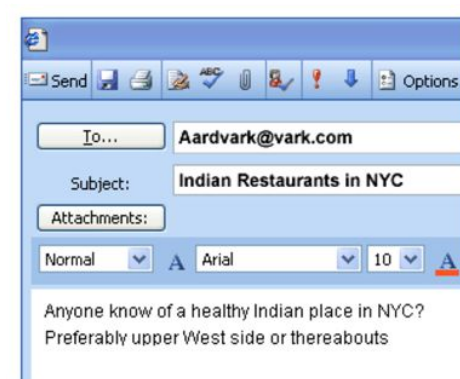 Send ABC Options
To... Aardvark@vark.com
Subject: Indian Restaurants in NYC
Attachments:
Normal A Arial 10 A
Anyone know of a healthy Indian place in NYC?
Preferably upper West side or thereabouts